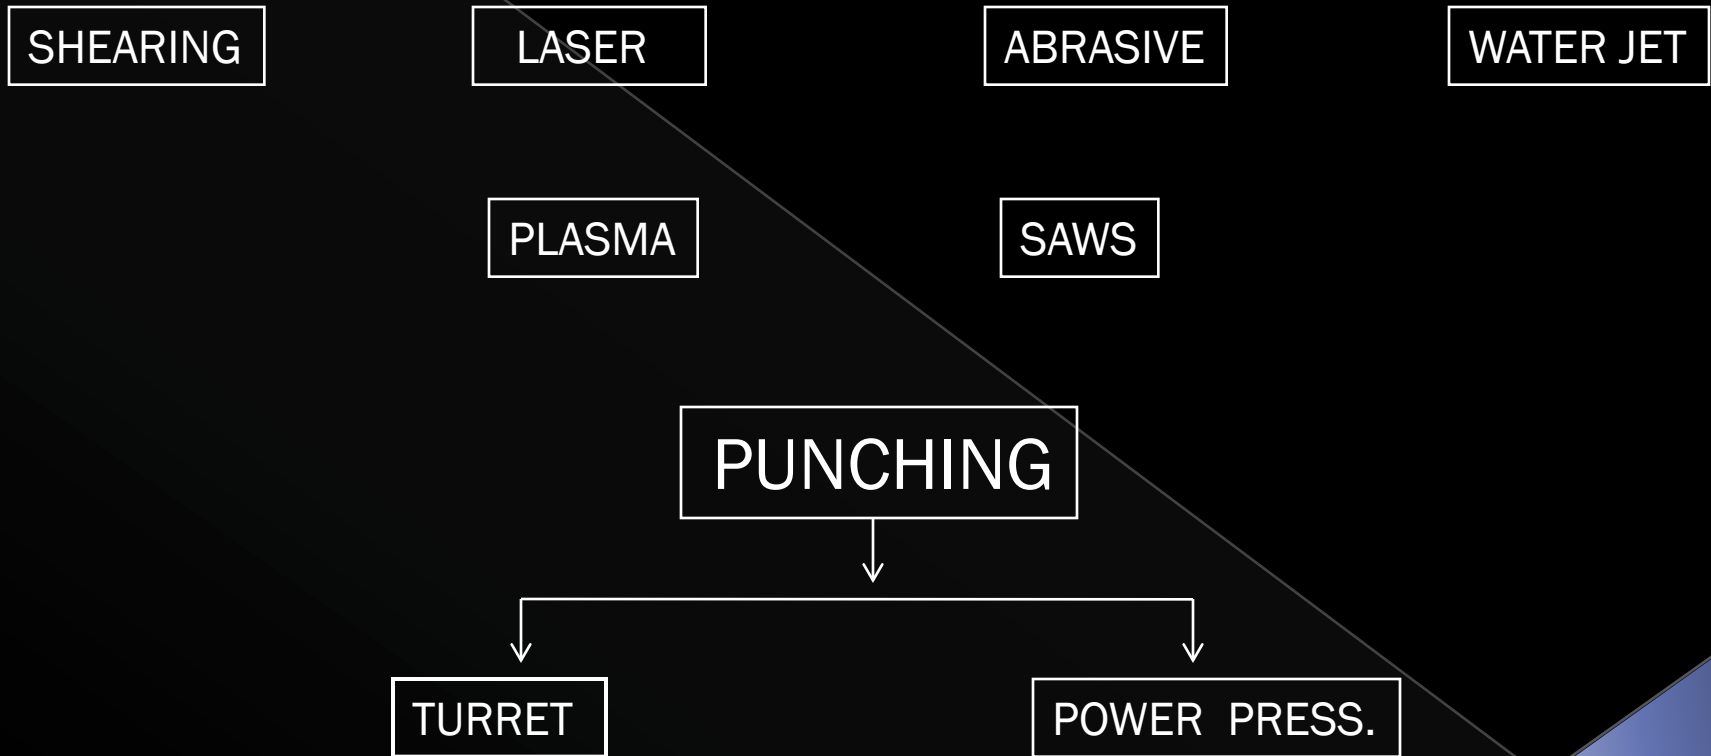 SHEARING
LASER
ABRASIVE
WATER JET
PLASMA
SAWS
PUNCHING
TURRET
POWER PRESS.